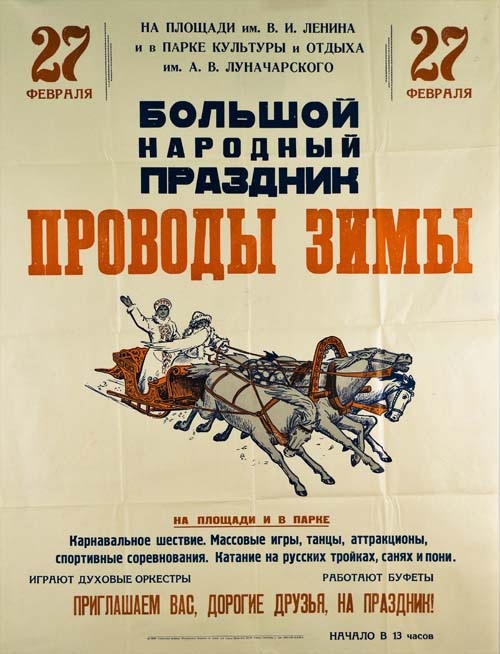 27 ФЕВРАЛЯ
НА ПЛОЩАДИ им. В. И. ЛЕНИНА
и в ПАРКЕ КУЛЬТУРЫ и ОТДЫХА
им. А. В. ЛУНАЧАРСКОГО
27 ФЕВРАЛЯ
БОЛЬШОЙ
НАРОДНЫЙ
ПРАЗДНИК
ПРОВОДЫ ЗИМЫ
НА ПЛОЩАДИ И В ПАРКЕ
Карнавальное шествие. Массовые игры, танцы, аттракционы,
спортивные соревнования. Катание на русских тройках, санях и пони.
ИГРАЮТ ДУХОВЫЕ ОРКЕСТРЫ
РАБОТАЮТ БУФЕТЫ
ПРИГЛАШАЕМ ВАС, ДОРОГИЕ ДРУЗЬЯ, НА ПРАЗДНИК!
НАЧАЛО В 13 часов